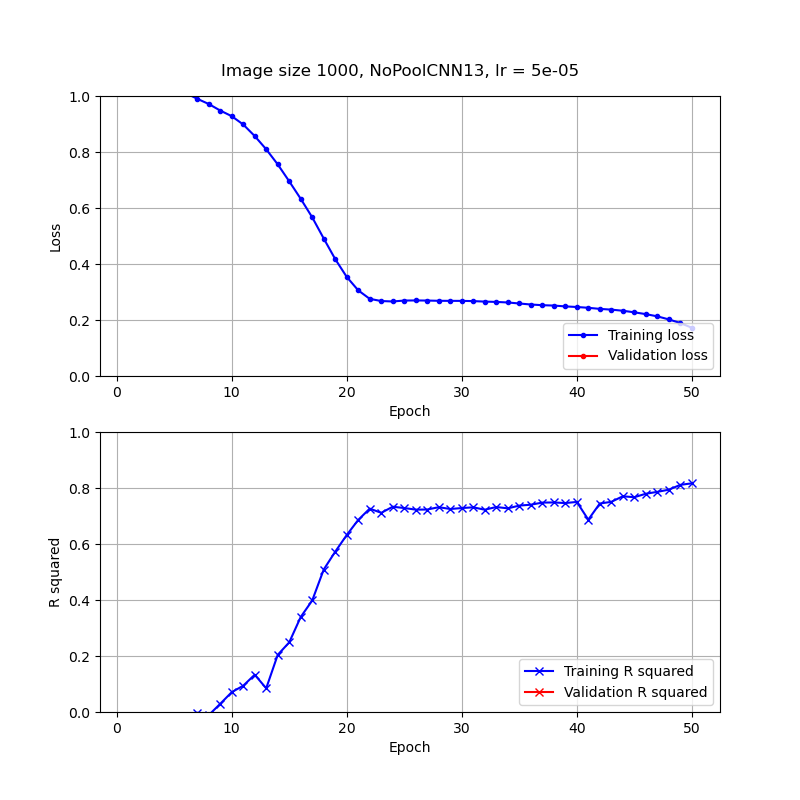 Image size 1000, NoPoolCNN13, lr = 5e-05
1.0
0.8
0.6
0.4
0.2
0.0
Loss
Training loss
Validation loss
0 10 20 30 40 50
Epoch
1.0
0.8
0.6
0.4
0.2
0.0
R squared
Training R squared
Validation R squared
0 10 20 30 40 50
Epoch